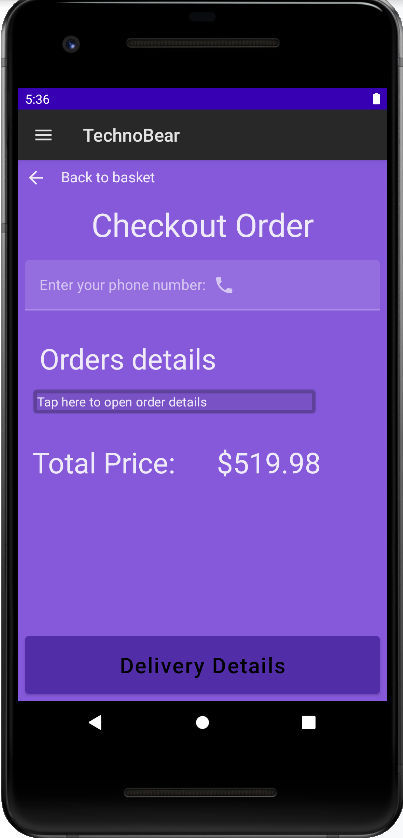 5:36
TechnoBear
Back to basket
Checkout Order
Enter your phone number:
Orders details
Tap here to open order details
Total Price: $519.98
Delivery Details